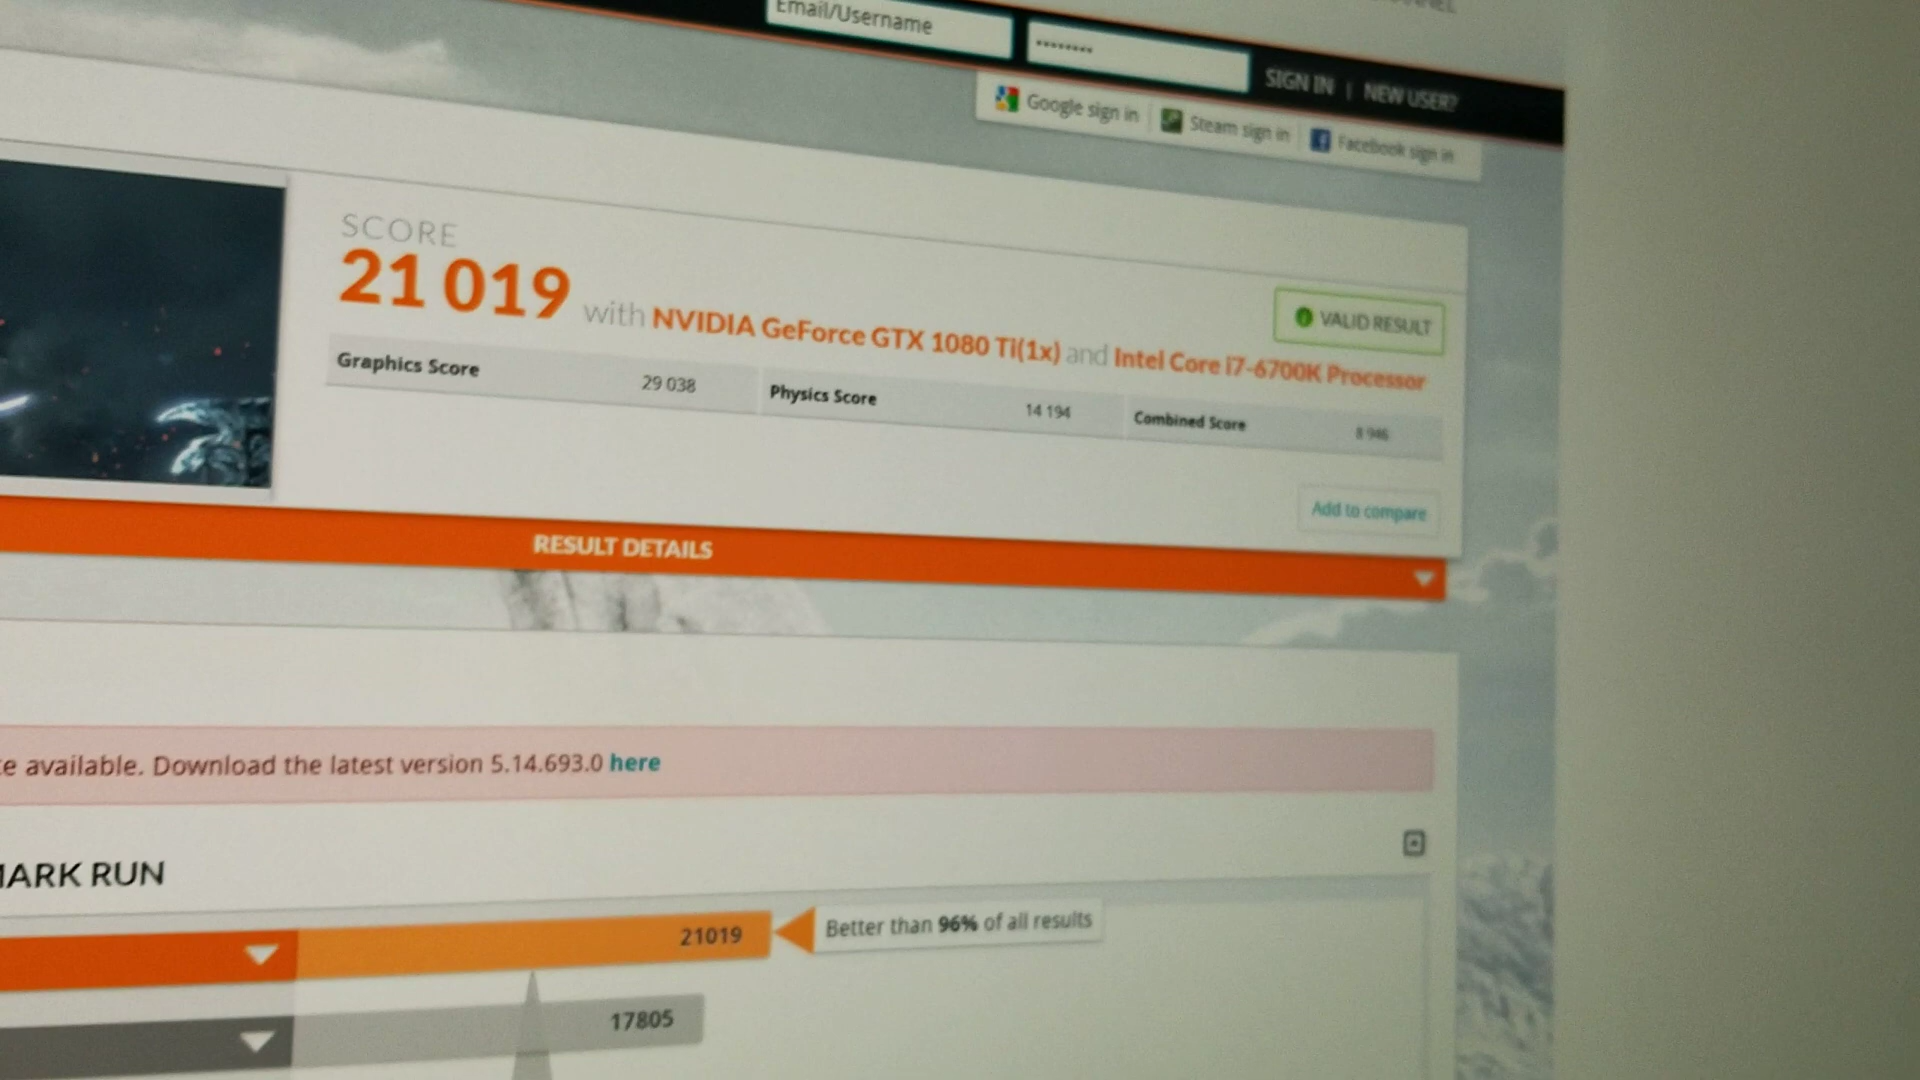 Email/Username
SIGN IN | NEW USER?
Google sign in
Steam sign in
Facebook sign in
SCORE
21 019 with NVIDIA GeForce GTX 1080 Ti(1x) and Intel Core i7-6700K Processor
VALID RESULT
Graphics Score 29 038
Physics Score 14 194
Combined Score 8 946
Add to compare
RESULT DETAILS
available. Download the latest version 5.14.693.0 here
RUN
21019
Better than 96% of all results
17805